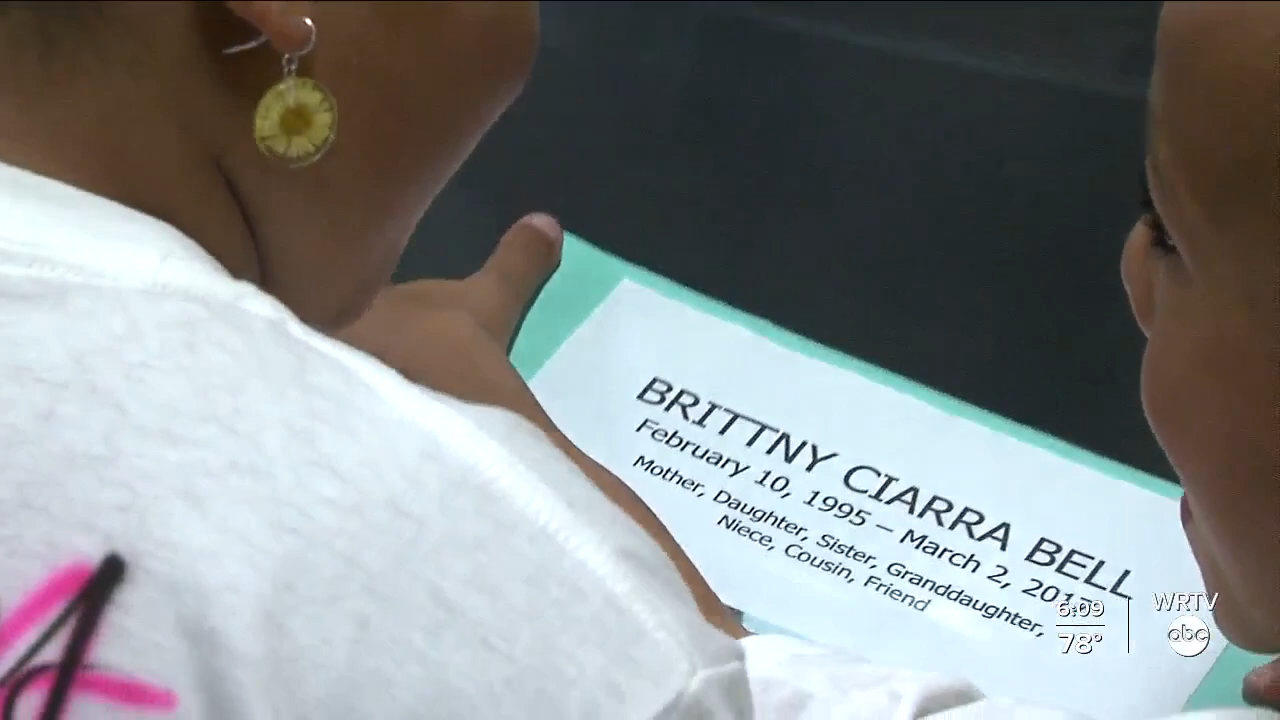 BRITTNY CIARRA BELL
February 10, 1995 – March 2, 201
Mother, Daughter, Sister, Granddaughter,
Niece, Cousin, Friend
6:09
78°
WRTV
abc